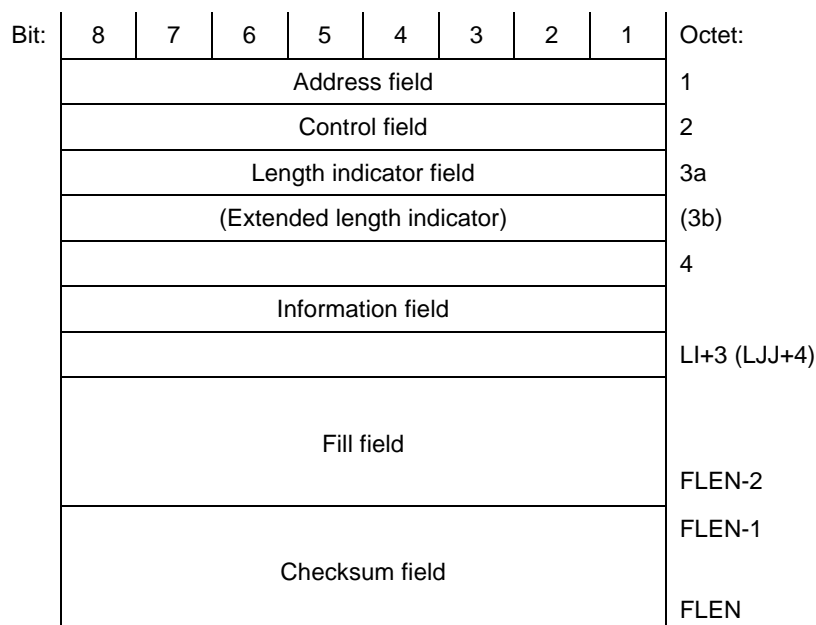 Bit: 8 7 6 5 4 3 2 1 Octet:
Address field 1
Control field 2
Length indicator field 3a
(Extended length indicator) (3b)
4
Information field
LI+3 (LJJ+4)
Fill field
FLEN-2
FLEN-1
Checksum field
FLEN